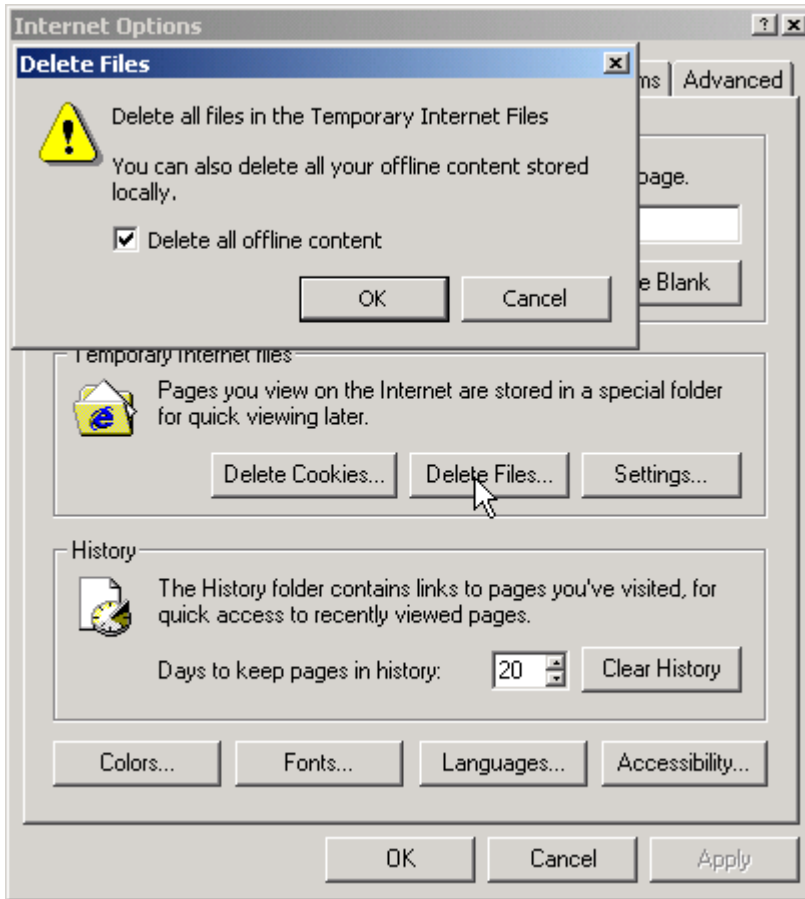 Internet Options
Delete Files
Delete all files in the Temporary Internet Files
You can also delete all your offline content stored
locally.
Delete all offline content
OK Cancel
ms Advanced
page.
e Blank
Temporary Internet files
Pages you view on the Internet are stored in a special folder
for quick viewing later.
Delete Cookies... Delete Files... Settings...
History
The History folder contains links to pages you've visited, for
quick access to recently viewed pages.
Days to keep pages in history: 20 Clear History
Colors... Fonts... Languages... Accessibility...
OK Cancel Apply